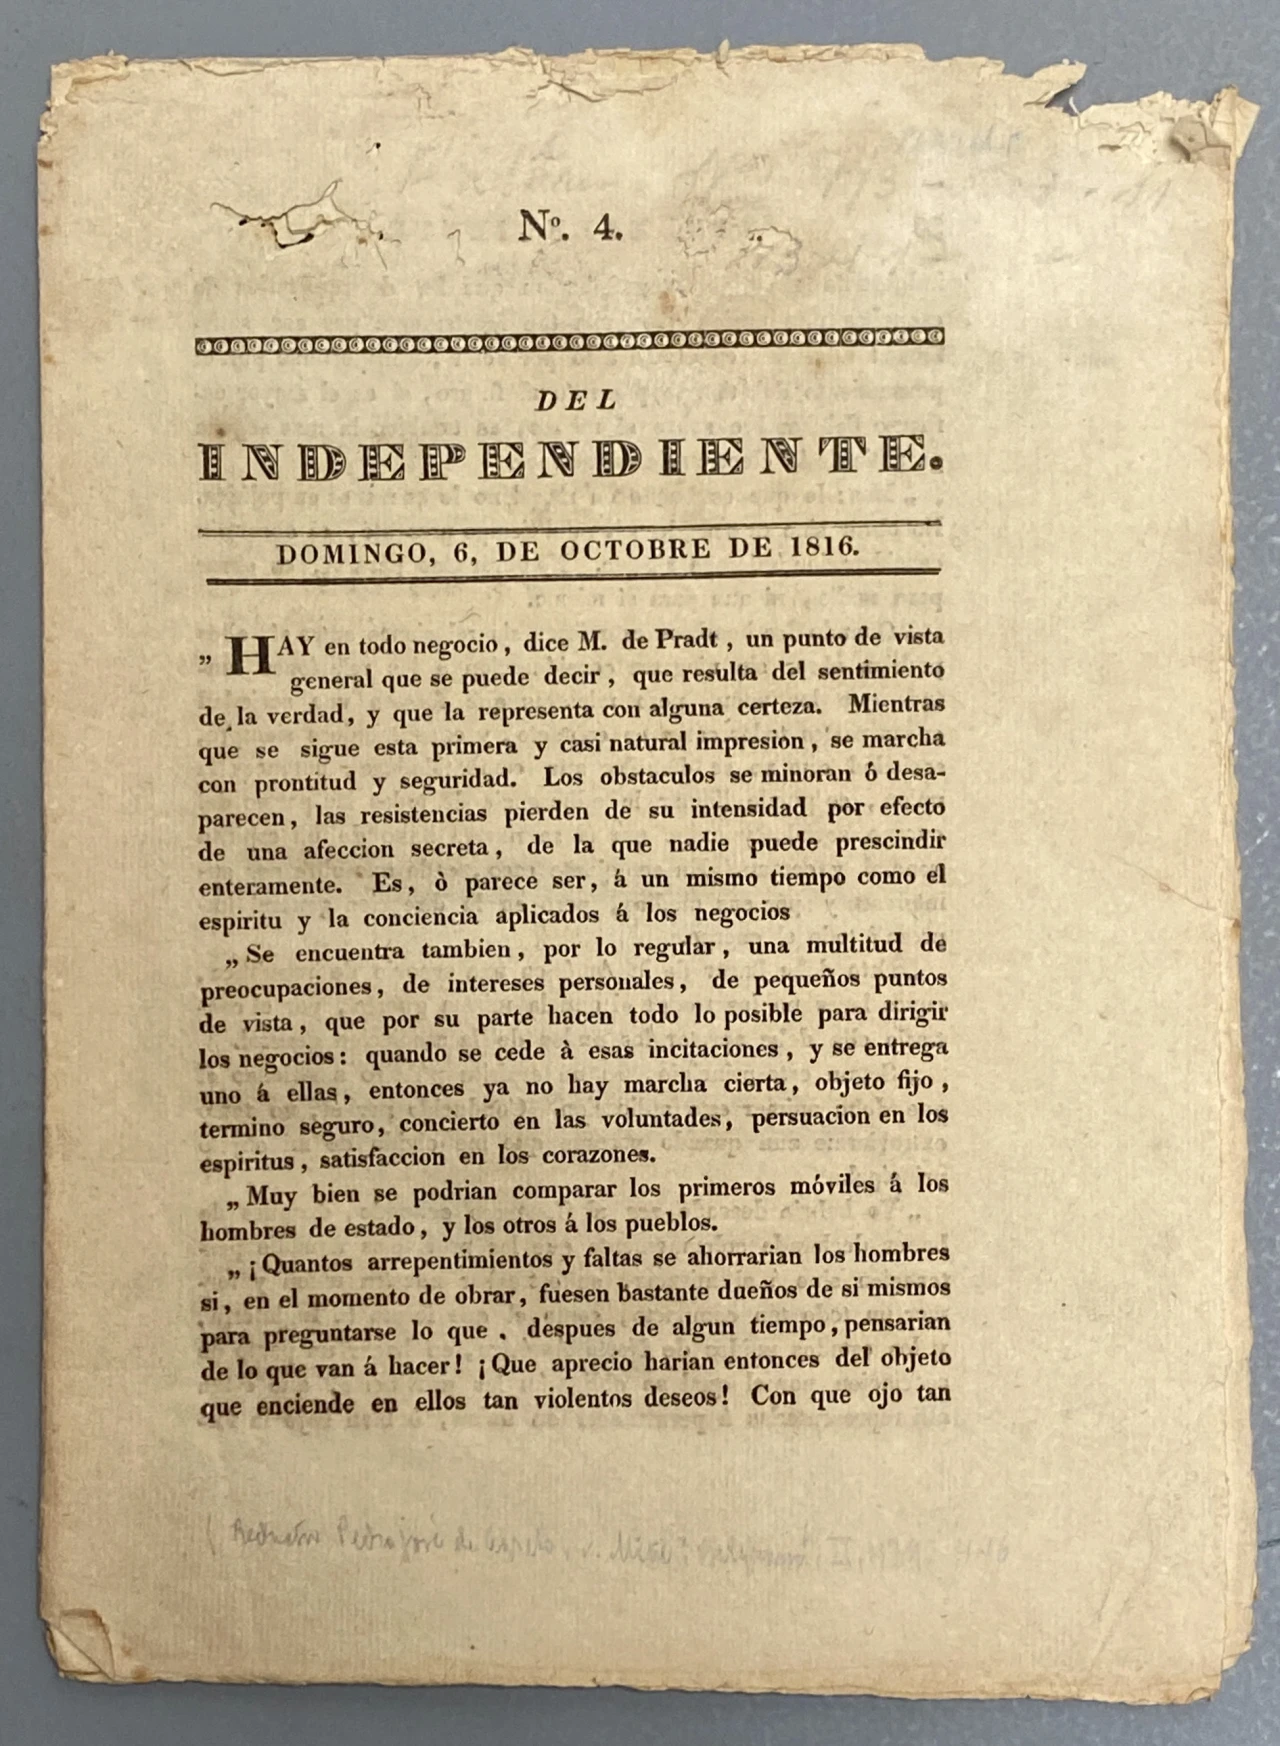 Nº. 4.
DEL
INDEPENDIENTE.
DOMINGO, 6, DE OCTOBRE DE 1816.
„ HAY en todo negocio, dice M. de Pradt, un punto de vista
general que se puede decir, que resulta del sentimiento
de la verdad, y que la representa con alguna certeza. Mientras
que se sigue esta primera y casi natural impresion, se marcha
con prontitud y seguridad. Los obstaculos se minoran ó desa-
parecen, las resistencias pierden de su intensidad por efecto
de una afeccion secreta, de la que nadie puede prescindir
enteramente. Es, ò parece ser, á un mismo tiempo como el
espiritu y la conciencia aplicados á los negocios
„ Se encuentra tambien, por lo regular, una multitud de
preocupaciones, de intereses personales, de pequeños puntos
de vista, que por su parte hacen todo lo posible para dirigir
los negocios: quando se cede à esas incitaciones, y se entrega
uno á ellas, entonces ya no hay marcha cierta, objeto fijo,
termino seguro, concierto en las voluntades, persuacion en los
espiritus, satisfaccion en los corazones.
„ Muy bien se podrian comparar los primeros móviles á los
hombres de estado, y los otros á los pueblos.
„ ¡Quantos arrepentimientos y faltas se ahorrarian los hombres
si, en el momento de obrar, fuesen bastante dueños de si mismos
para preguntarse lo que . despues de algun tiempo, pensarian
de lo que van á hacer! ¡Que aprecio harian entonces del objeto
que enciende en ellos tan violentos deseos! Con que ojo tan
Pedro José de